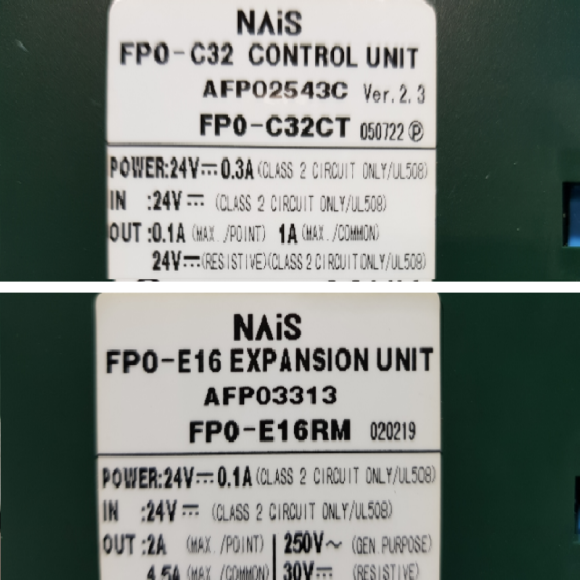 NAiS
FP0-C32 CONTROL UNIT
AFP02543C Ver.2.3
FP0-C32CT 050722 Ⓟ
POWER:24V⎓0.3A (CLASS 2 CIRCUIT ONLY/UL508)
IN :24V⎓ (CLASS 2 CIRCUIT ONLY/UL508)
OUT :0.1A (MAX. /POINT) 1A (MAX. /COMMON)
24V⎓(RESISTIVE)(CLASS 2 CIRCUIT ONLY/UL508)
NAiS
FP0-E16 EXPANSION UNIT
AFP03313
FP0-E16RM 020219
POWER:24V⎓0.1A (CLASS 2 CIRCUIT ONLY/UL508)
IN :24V⎓ (CLASS 2 CIRCUIT ONLY/UL508)
OUT :2A (MAX. /POINT) 250V~ (GEN. PURPOSE)
4.5A (MAX. /COMMON) 30V⎓ (RESISTIVE)